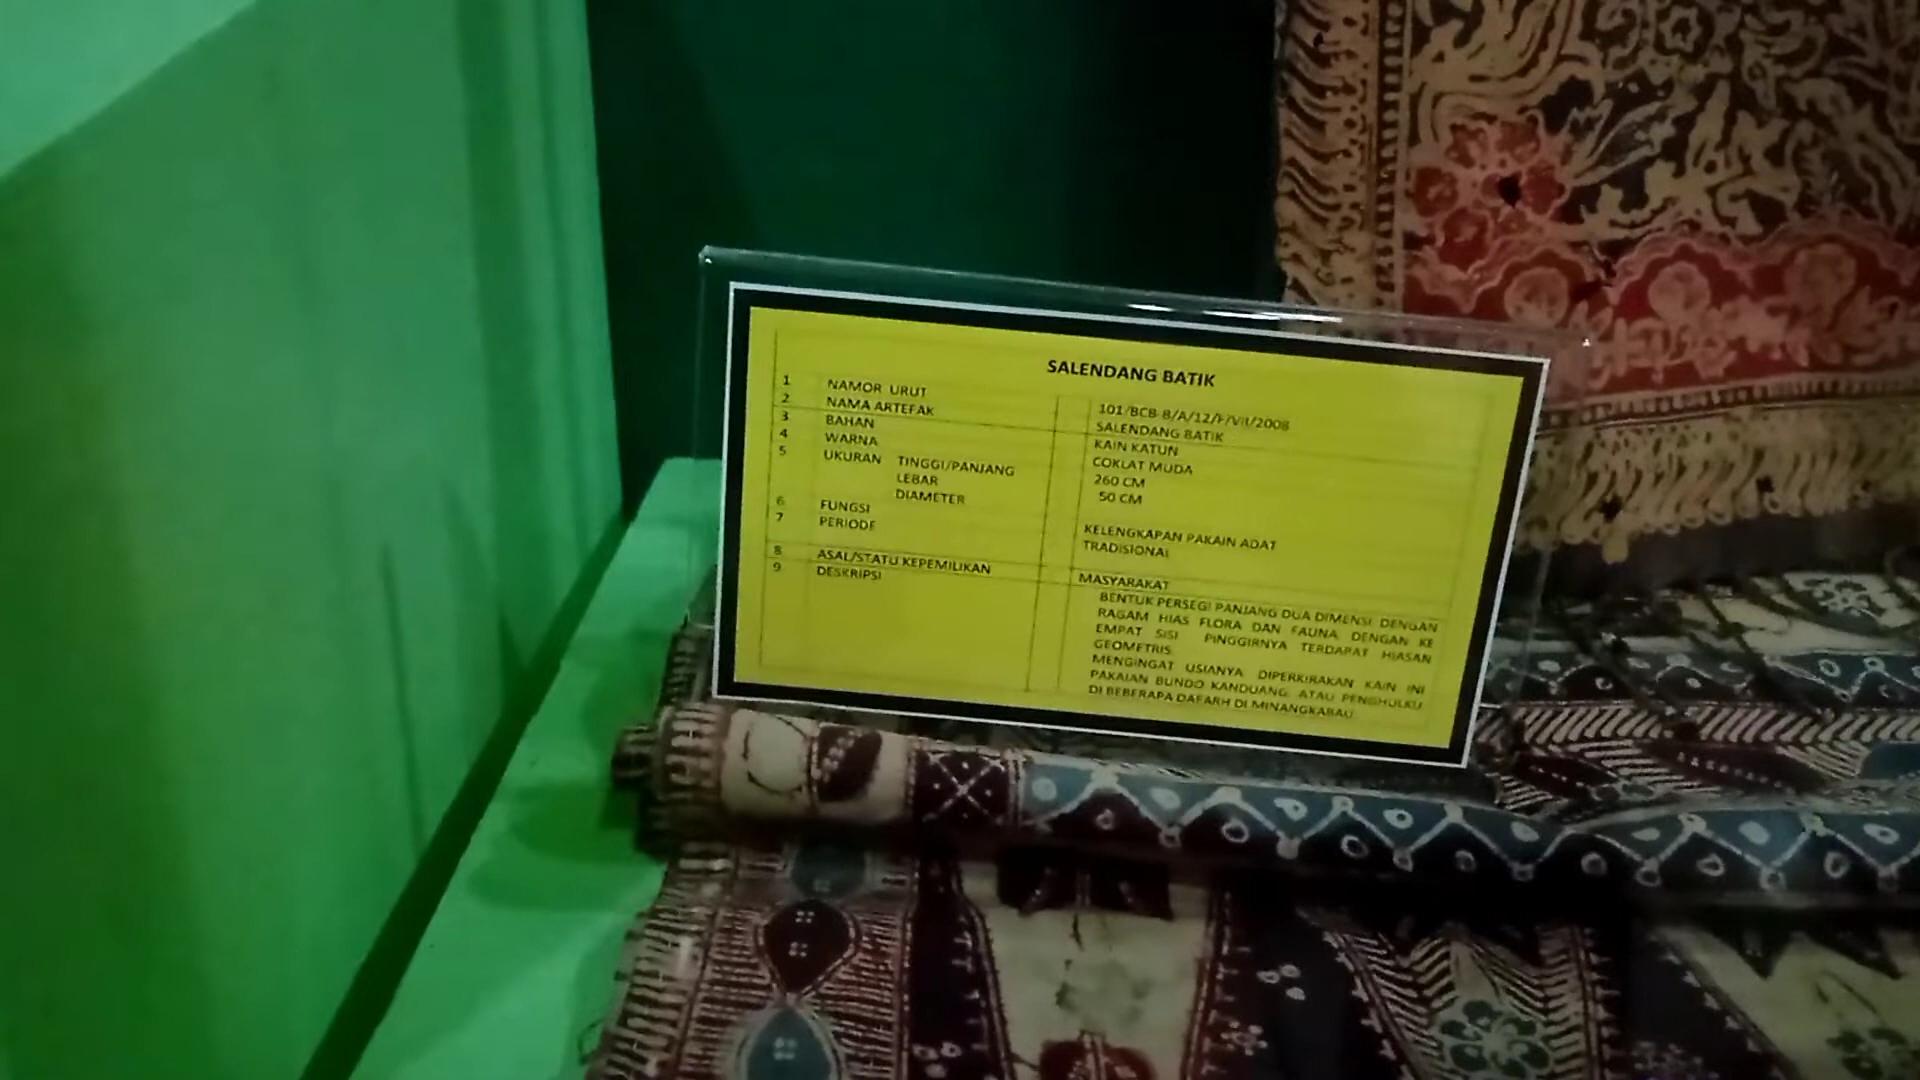 SALENDANG BATIK
1 NAMOR URUT 101/BCB-B/A/12/F/VII/2008
2 NAMA ARTEFAK SALENDANG BATIK
3 BAHAN KAIN KATUN
4 WARNA COKLAT MUDA
5 UKURAN TINGGI/PANJANG 260 CM
LEBAR 50 CM
DIAMETER
6 FUNGSI KELENGKAPAN PAKAIN ADAT
7 PERIODE TRADISIONAL
8 ASAL/STATU KEPEMILIKAN MASYARAKAT
9 DESKRIPSI BENTUK PERSEGI PANJANG DUA DIMENSI DENGAN
RAGAM HIAS FLORA DAN FAUNA DENGAN KE
EMPAT SISI PINGGIRNYA TERDAPAT HIASAN
GEOMETRIS.
MENGINGAT USIANYA DIPERKIRAKAN KAIN INI
PAKAIAN BUNDO KANDUANG ATAU PENGHULKU
DI BEBERAPA DAERAH DI MINANGKABAU